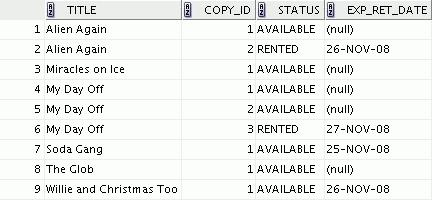 TITLE COPY_ID STATUS EXP_RET_DATE
1 Alien Again 1 AVAILABLE (null)
2 Alien Again 2 RENTED 26-NOV-08
3 Miracles on Ice 1 AVAILABLE (null)
4 My Day Off 1 AVAILABLE (null)
5 My Day Off 2 AVAILABLE (null)
6 My Day Off 3 RENTED 27-NOV-08
7 Soda Gang 1 AVAILABLE 25-NOV-08
8 The Glob 1 AVAILABLE (null)
9 Willie and Christmas Too 1 AVAILABLE 26-NOV-08